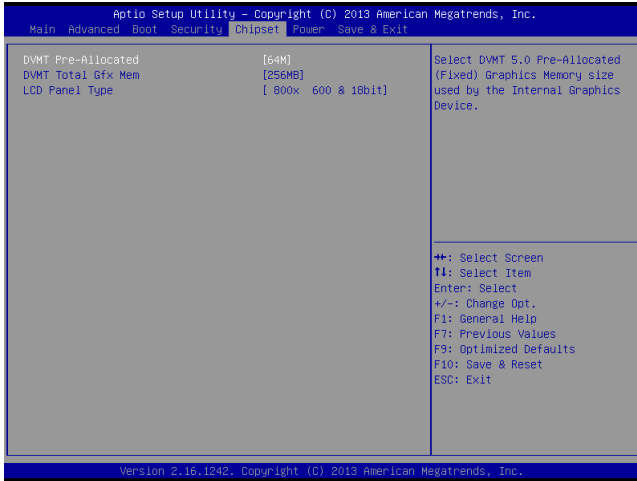 Aptio Setup Utility – Copyright (C) 2013 American Megatrends, Inc.
Main Advanced Boot Security Chipset Power Save & Exit
DVMT Pre-Allocated [64M]
DVMT Total Gfx Mem [256MB]
LCD Panel Type [ 800x 600 & 18bit]
Select DVMT 5.0 Pre-Allocated
(Fixed) Graphics Memory size
used by the Internal Graphics
Device.
→←: Select Screen
↑↓: Select Item
Enter: Select
+/-: Change Opt.
F1: General Help
F7: Previous Values
F9: Optimized Defaults
F10: Save & Reset
ESC: Exit
Version 2.16.1242. Copyright (C) 2013 American Megatrends, Inc.